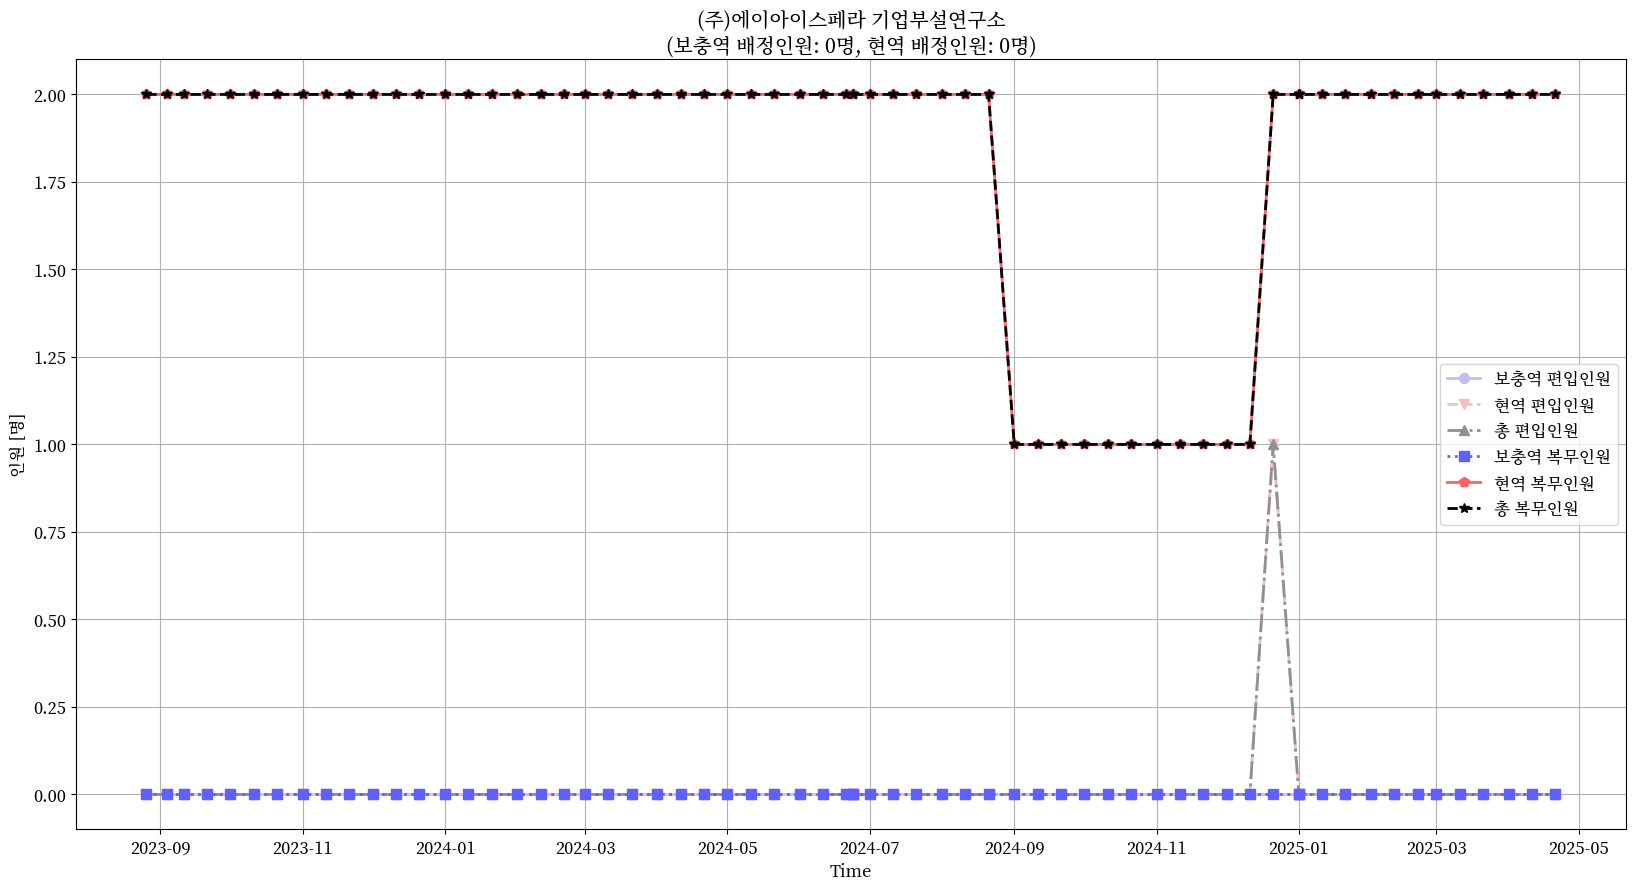 (주)에이아이스페라 기업부설연구소
(보충역 배정인원: 0명, 현역 배정인원: 0명)
2.00
1.75
1.50
1.25
1.00
0.75
0.50
0.25
0.00
인원 [명]
보충역 편입인원
현역 편입인원
총 편입인원
보충역 복무인원
현역 복무인원
총 복무인원
2023-09 2023-11 2024-01 2024-03 2024-05 2024-07 2024-09 2024-11 2025-01 2025-03 2025-05
Time